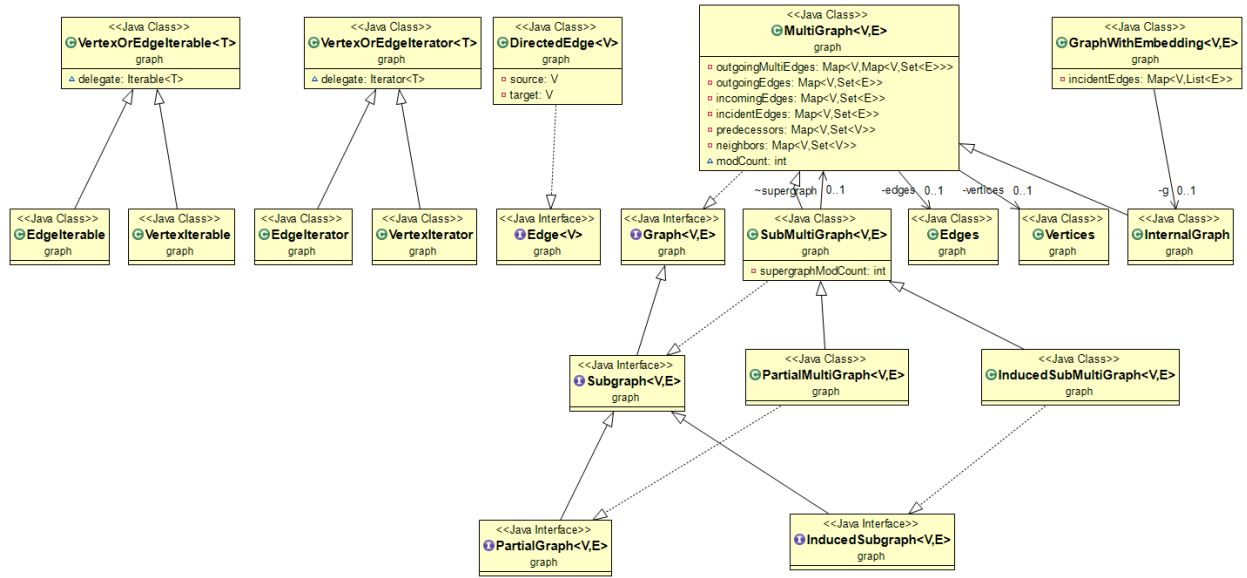 <<Java Class>>
VertexOrEdgeIterable<T>
graph
delegate: Iterable<T>
<<Java Class>>
VertexOrEdgeIterator<T>
graph
delegate: Iterator<T>
<<Java Class>>
DirectedEdge<V>
graph
source: V
target: V
<<Java Class>>
MultiGraph<V,E>
graph
outgoingMultiEdges: Map<V,Map<V,Set<E>>>
outgoingEdges: Map<V,Set<E>>
incomingEdges: Map<V,Set<E>>
incidentEdges: Map<V,Set<E>>
predecessors: Map<V,Set<V>>
neighbors: Map<V,Set<V>>
modCount: int
<<Java Class>>
GraphWithEmbedding<V,E>
graph
incidentEdges: Map<V,List<E>>
~supergraph 0..1
-edges 0..1
-vertices 0..1
-g 0..1
<<Java Class>>
EdgeIterable
graph
<<Java Class>>
VertexIterable
graph
<<Java Class>>
EdgeIterator
graph
<<Java Class>>
VertexIterator
graph
<<Java Interface>>
Edge<V>
graph
<<Java Interface>>
Graph<V,E>
graph
<<Java Class>>
SubMultiGraph<V,E>
graph
supergraphModCount: int
<<Java Class>>
Edges
graph
<<Java Class>>
Vertices
graph
<<Java Class>>
InternalGraph
graph
<<Java Interface>>
Subgraph<V,E>
graph
<<Java Class>>
PartialMultiGraph<V,E>
graph
<<Java Class>>
InducedSubMultiGraph<V,E>
graph
<<Java Interface>>
PartialGraph<V,E>
graph
<<Java Interface>>
InducedSubgraph<V,E>
graph